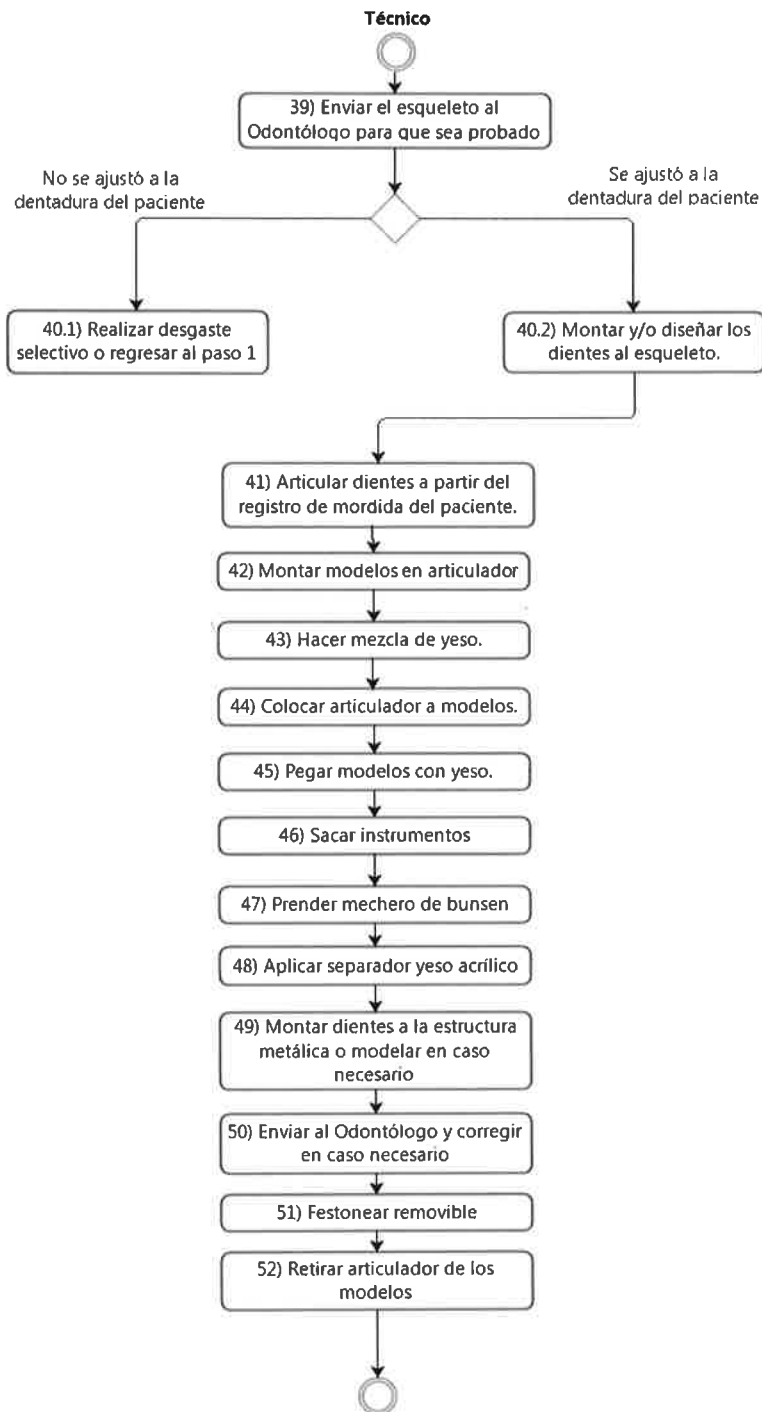 Técnico
39) Enviar el esqueleto al
Odontólogo para que sea probado
No se ajustó a la
dentadura del paciente
Se ajustó a la
dentadura del paciente
40.1) Realizar desgaste
selectivo o regresar al paso 1
40.2) Montar y/o diseñar los
dientes al esqueleto.
41) Articular dientes a partir del
registro de mordida del paciente.
42) Montar modelos en articulador
43) Hacer mezcla de yeso.
44) Colocar articulador a modelos.
45) Pegar modelos con yeso.
46) Sacar instrumentos
47) Prender mechero de bunsen
48) Aplicar separador yeso acrílico
49) Montar dientes a la estructura
metálica o modelar en caso
necesario
50) Enviar al Odontólogo y corregir
en caso necesario
51) Festonear removible
52) Retirar articulador de los
modelos